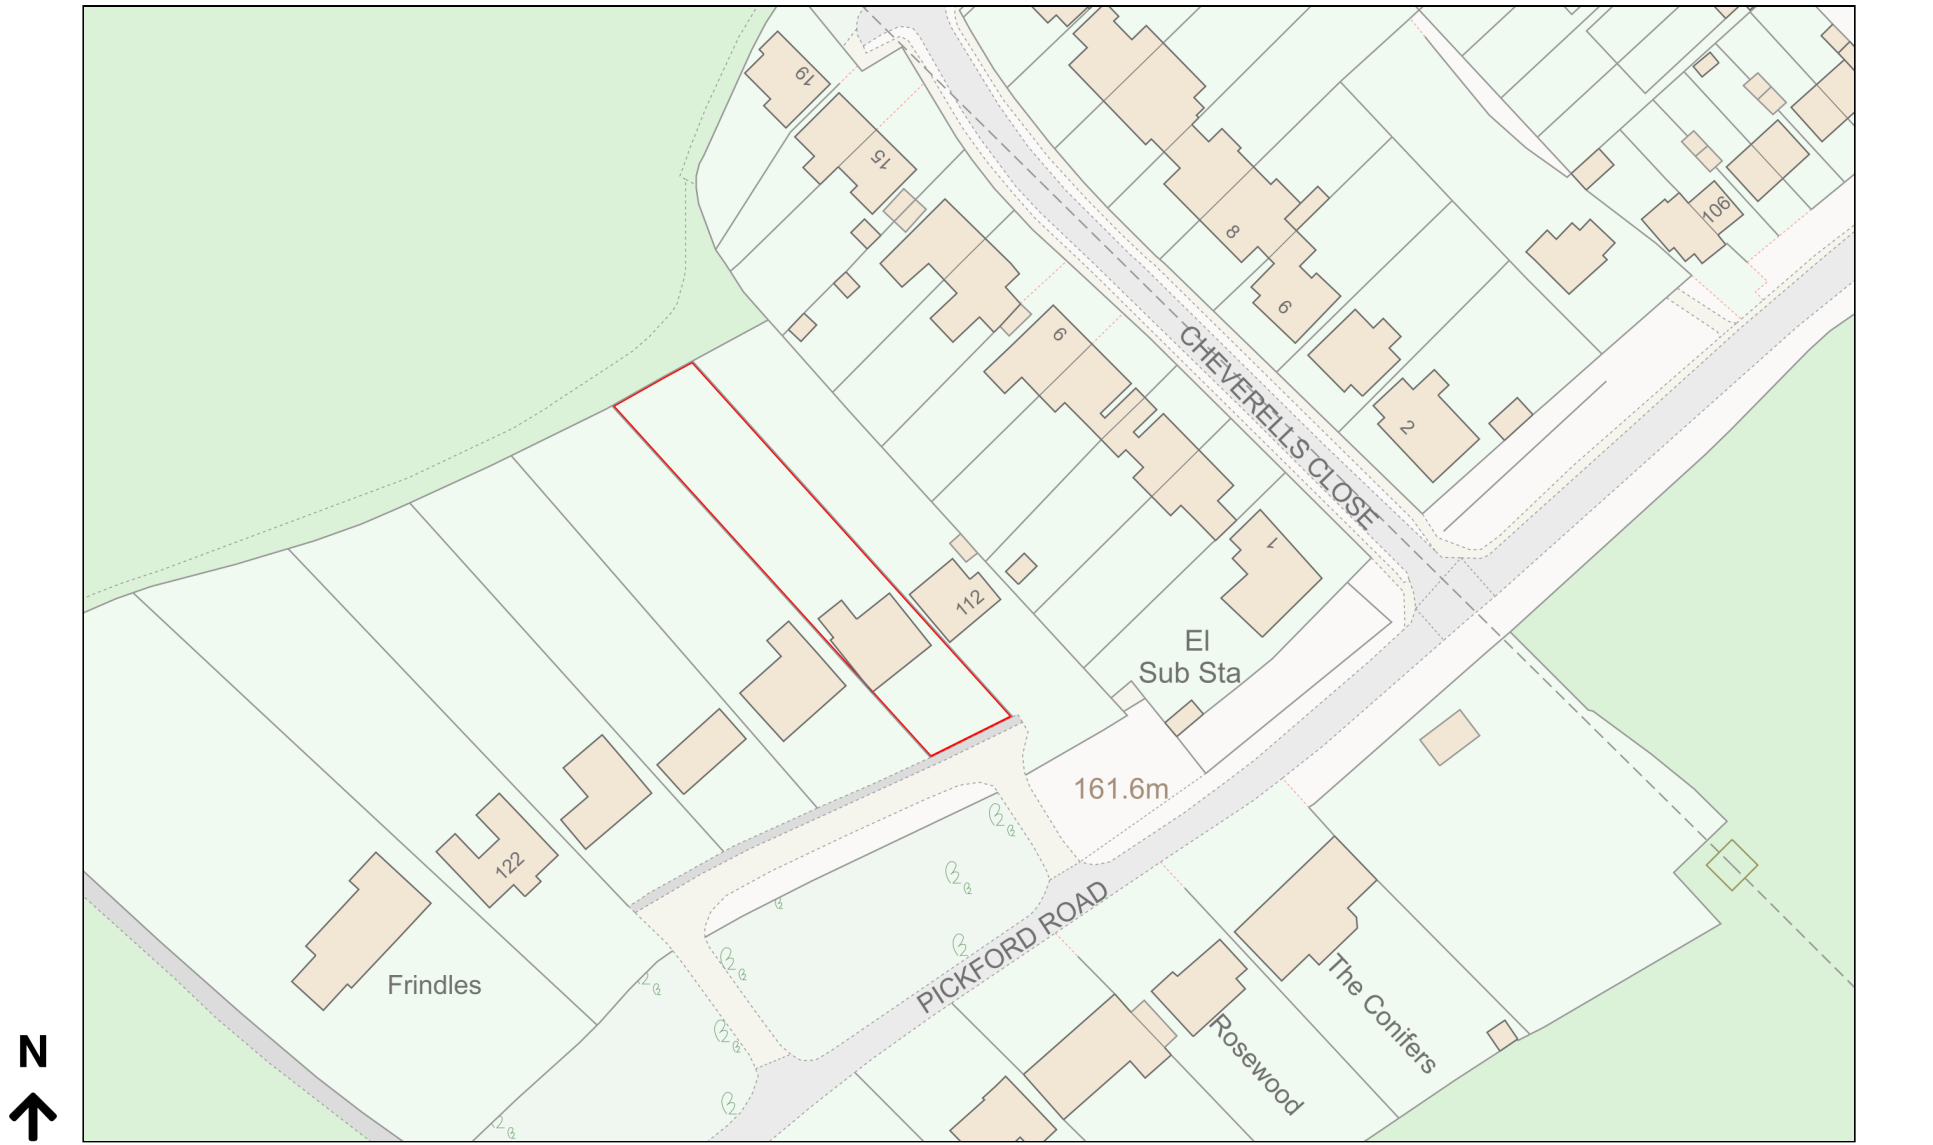 19
15
106
8
6
9
CHEVERELLS CLOSE
2
1
112
El
Sub Sta
161.6m
122
PICKFORD ROAD
Frindles
The Conifers
Rosewood
N